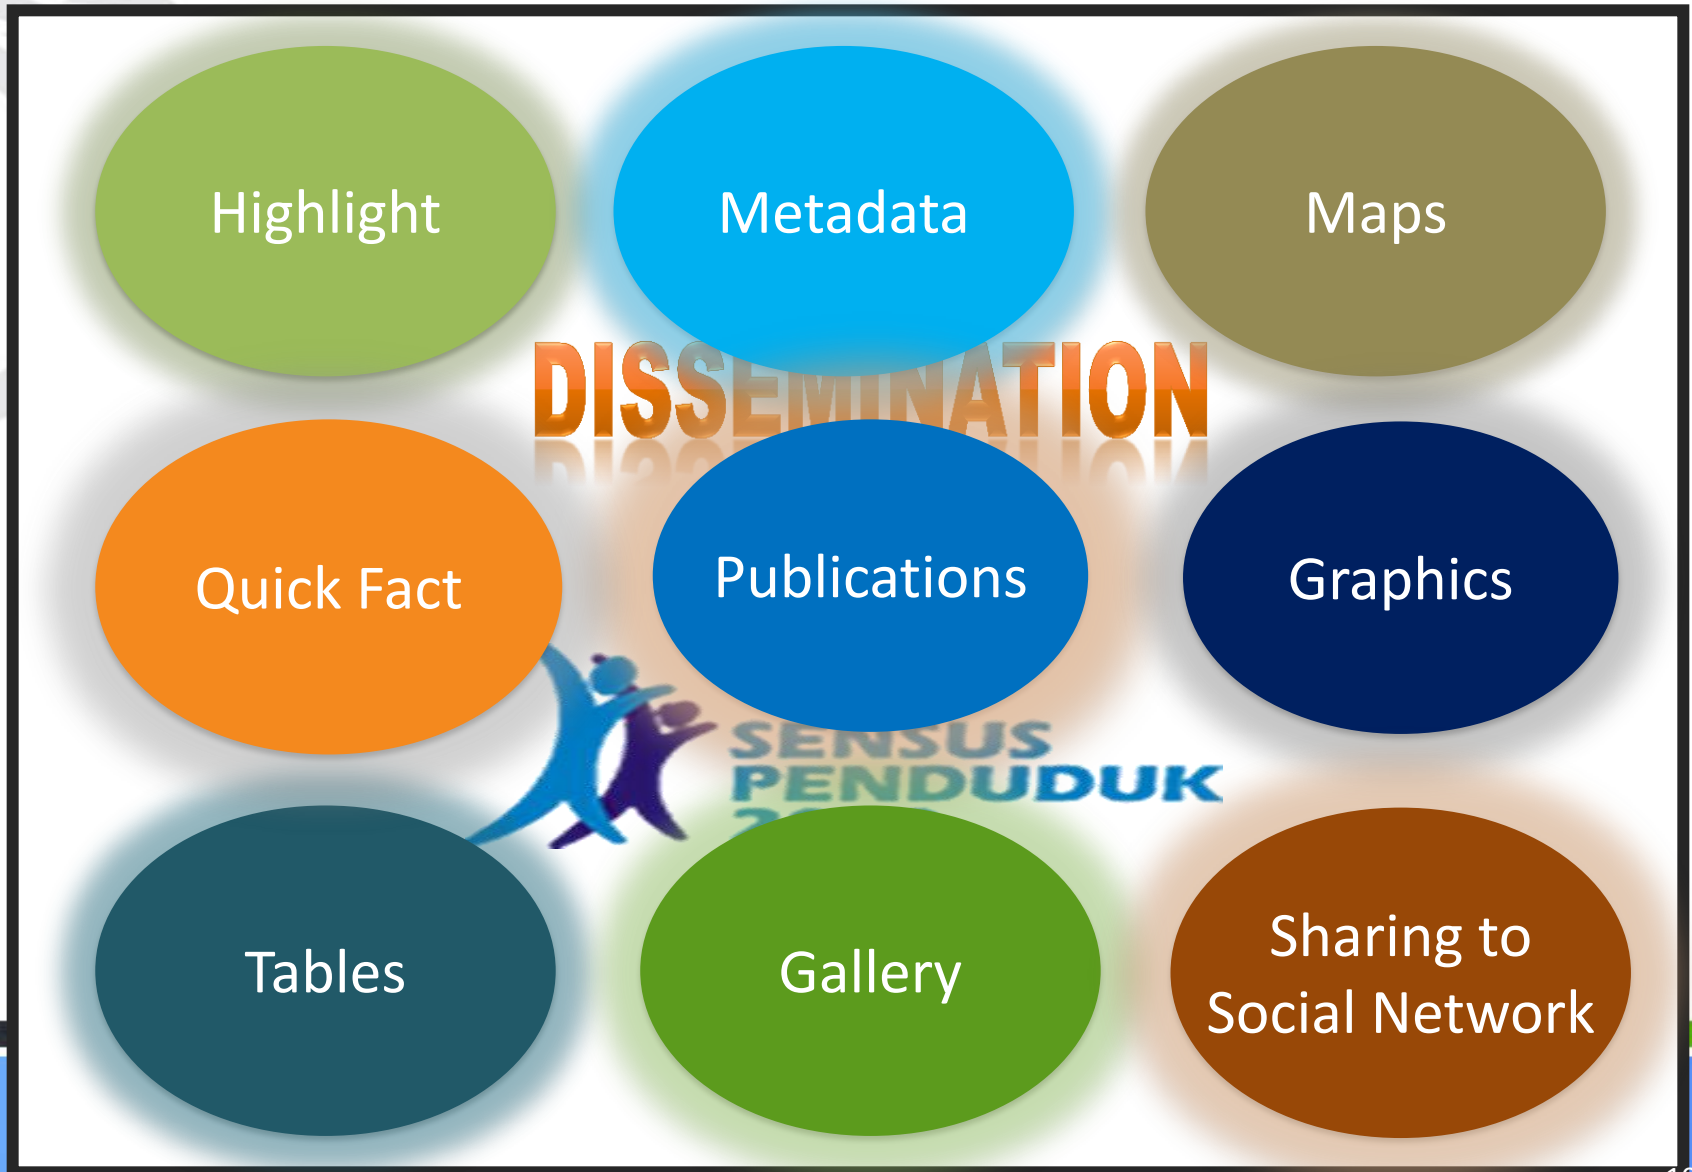 Highlight
Metadata
Maps
DISSEMINATION
Quick Fact
Publications
Graphics
SENSUS
PENDUDUK
Tables
Gallery
Sharing to
Social Network